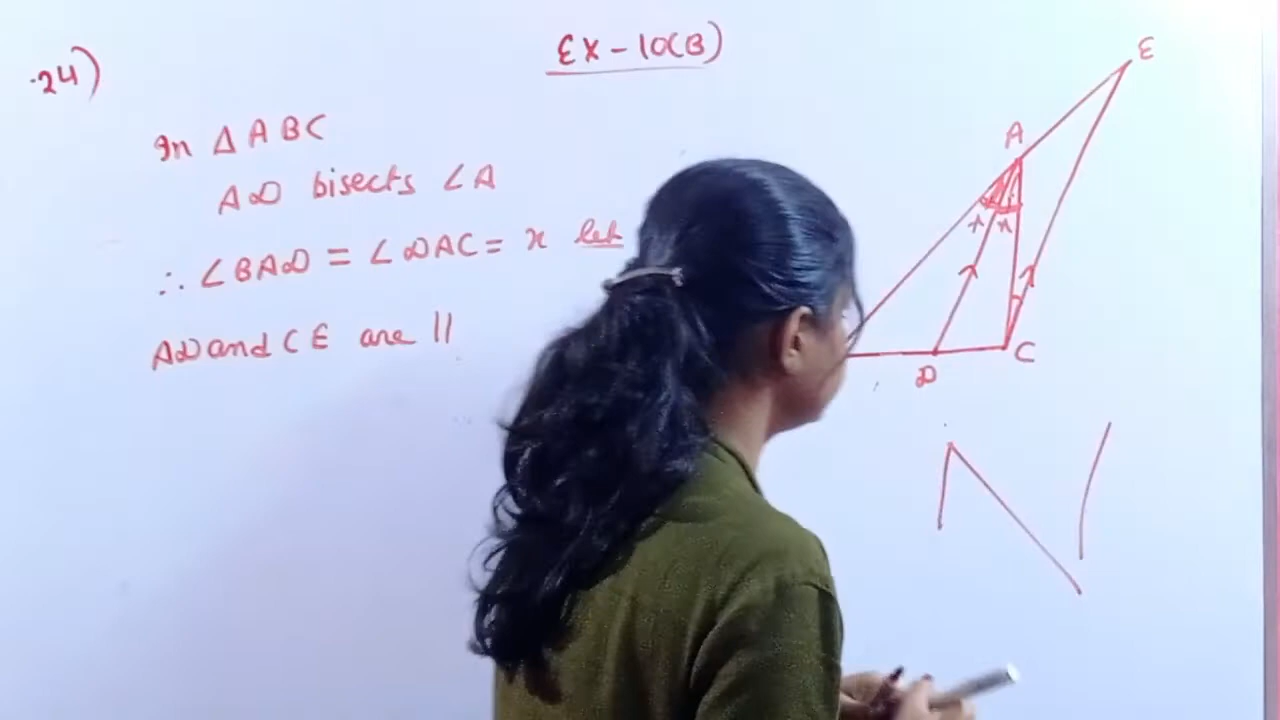 EX-10(B)
24)
In Δ ABC
AD bisects ∠A
∴ ∠BAD = ∠DAC = x let
AD and CE are ||
E
A
x x
D
C